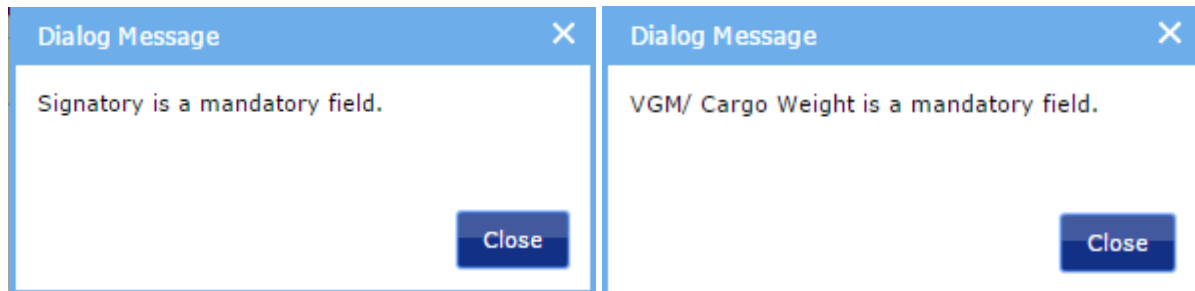 Dialog Message
Signatory is a mandatory field.
Close
Dialog Message
VGM/ Cargo Weight is a mandatory field.
Close